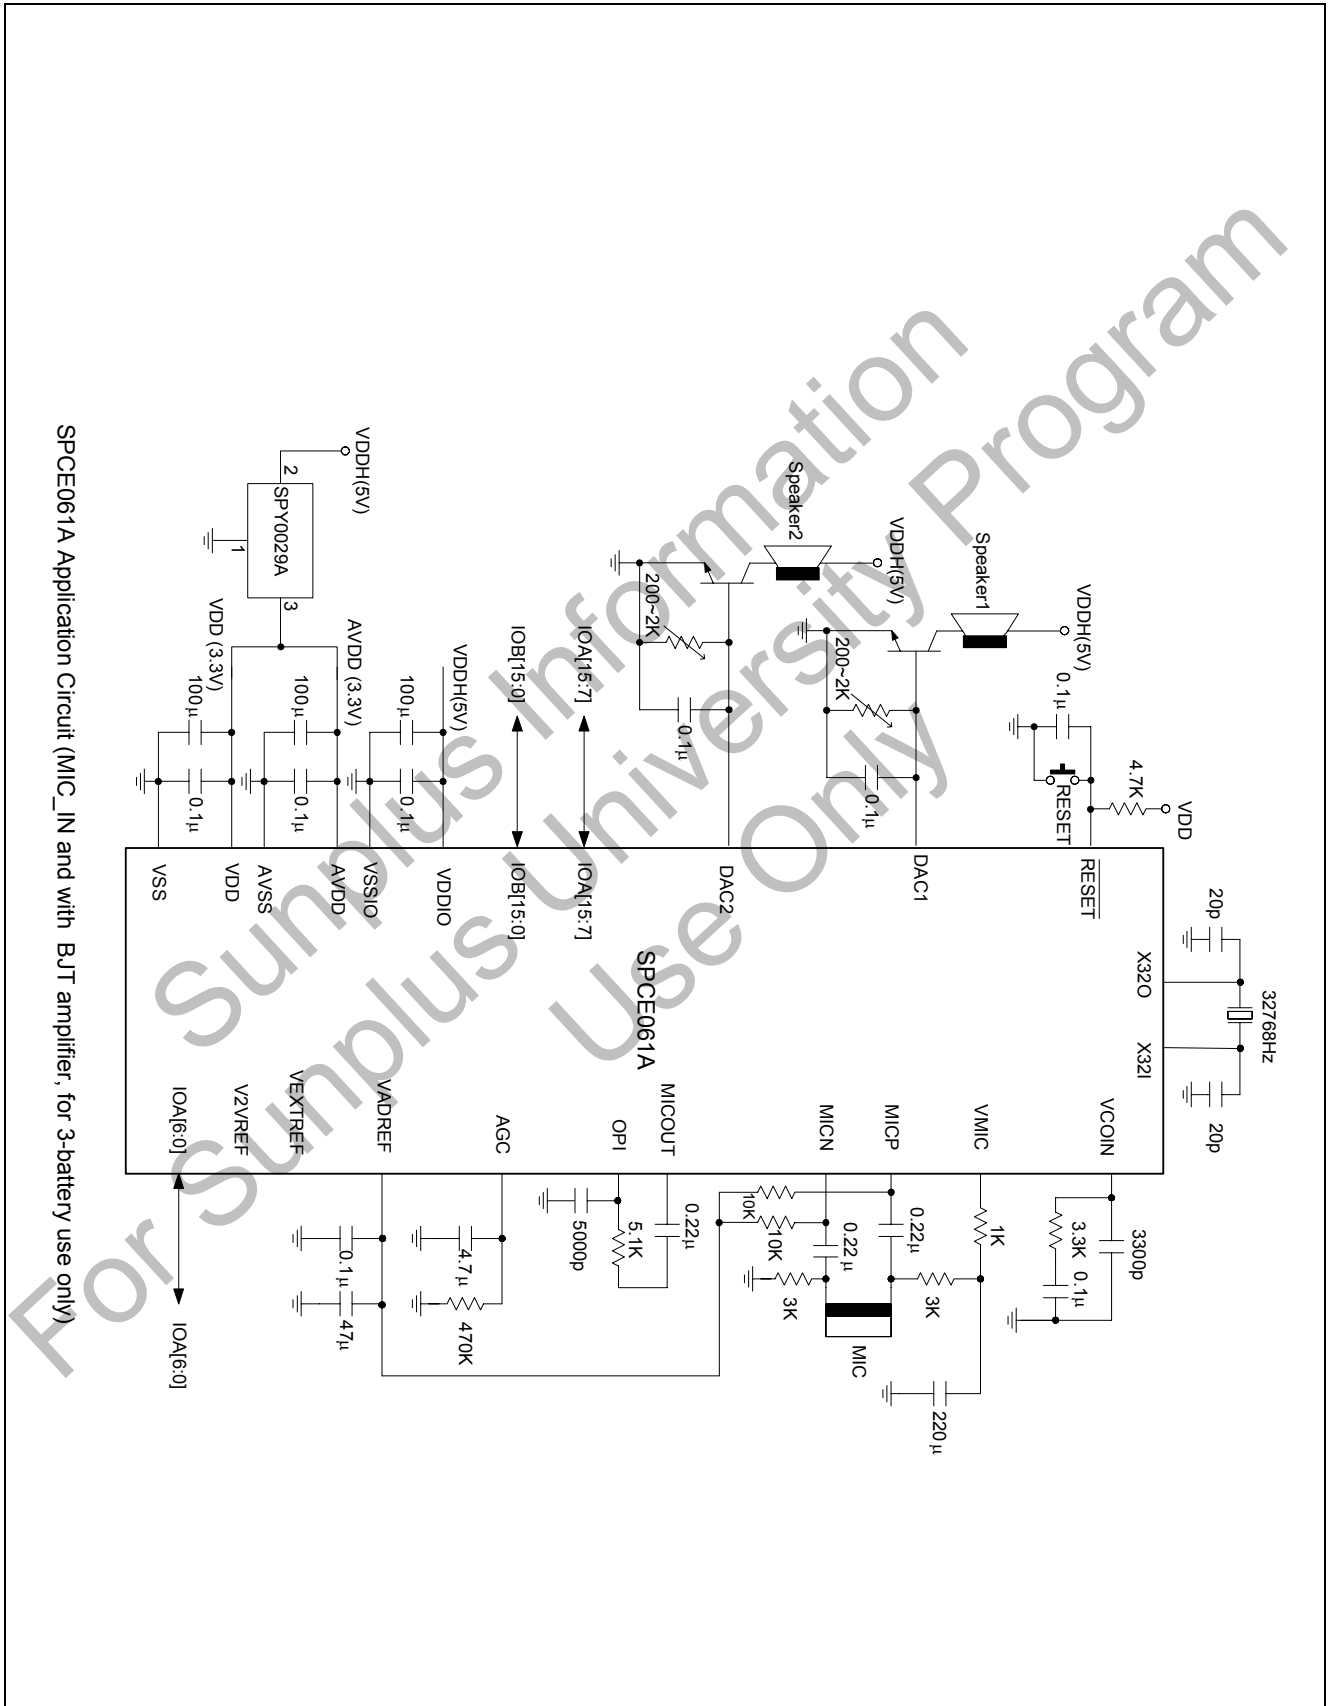 32768Hz
20p
20p
X32O
X32I
VDD
4.7K
0.1μ
RESET
RESET
VDDH(5V)
Speaker1
200~2K
0.1μ
DAC1
VDDH(5V)
Speaker2
200~2K
0.1μ
DAC2
IOA[15:7]
IOA[15:7]
IOB[15:0]
IOB[15:0]
VDDH(5V)
100μ
0.1μ
VDDIO
VSSIO
AVDD (3.3V)
100μ
0.1μ
AVDD
AVSS
VDD (3.3V)
100μ
0.1μ
VDD
VSS
VDDH(5V)
2
SPY0029A
3
1
SPCE061A
VCOIN
3300p
3.3K
0.1μ
VMIC
1K
220μ
MICP
0.22μ
3K
MIC
MICN
0.22μ
3K
10K
10K
MICOUT
0.22μ
OPI
5.1K
5000p
AGC
4.7μ
470K
VADREF
0.1μ
47μ
VEXTREF
V2VREF
IOA[6:0]
IOA[6:0]
SPCE061A Application Circuit (MIC_IN and with BJT amplifier, for 3-battery use only)
Sunplus Information
For Sunplus University Program
Use Only